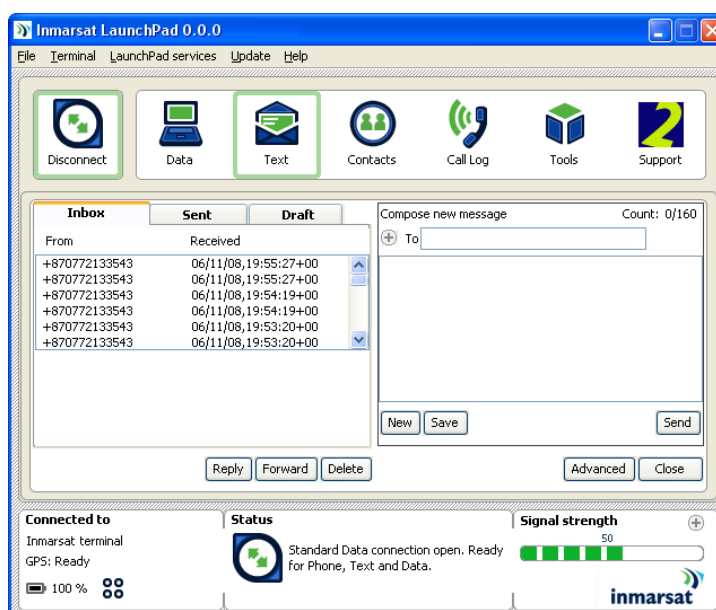 Inmarsat LaunchPad 0.0.0
File Terminal LaunchPad services Update Help
Disconnect Data Text Contacts Call Log Tools Support
Inbox Sent Draft
From Received
+870772133543 06/11/08,19:55:27+00
+870772133543 06/11/08,19:55:27+00
+870772133543 06/11/08,19:54:19+00
+870772133543 06/11/08,19:54:19+00
+870772133543 06/11/08,19:53:20+00
+870772133543 06/11/08,19:53:20+00
Reply Forward Delete
Compose new message Count: 0/160
To
New Save Send
Advanced Close
Connected to
Inmarsat terminal
GPS: Ready
100 %
Status
Standard Data connection open. Ready
for Phone, Text and Data.
Signal strength
50
inmarsat